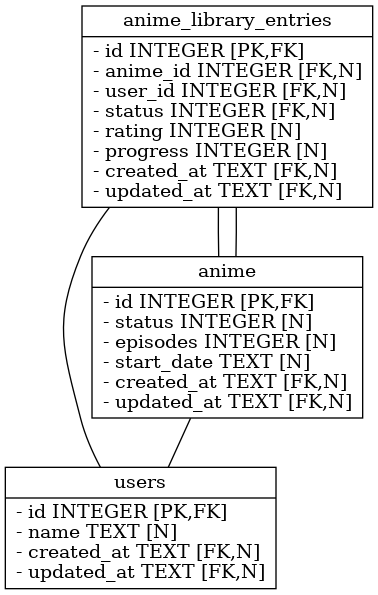 anime_library_entries
- id INTEGER [PK,FK]
- anime_id INTEGER [FK,N]
- user_id INTEGER [FK,N]
- status INTEGER [FK,N]
- rating INTEGER [N]
- progress INTEGER [N]
- created_at TEXT [FK,N]
- updated_at TEXT [FK,N]
anime
- id INTEGER [PK,FK]
- status INTEGER [N]
- episodes INTEGER [N]
- start_date TEXT [N]
- created_at TEXT [FK,N]
- updated_at TEXT [FK,N]
users
- id INTEGER [PK,FK]
- name TEXT [N]
- created_at TEXT [FK,N]
- updated_at TEXT [FK,N]